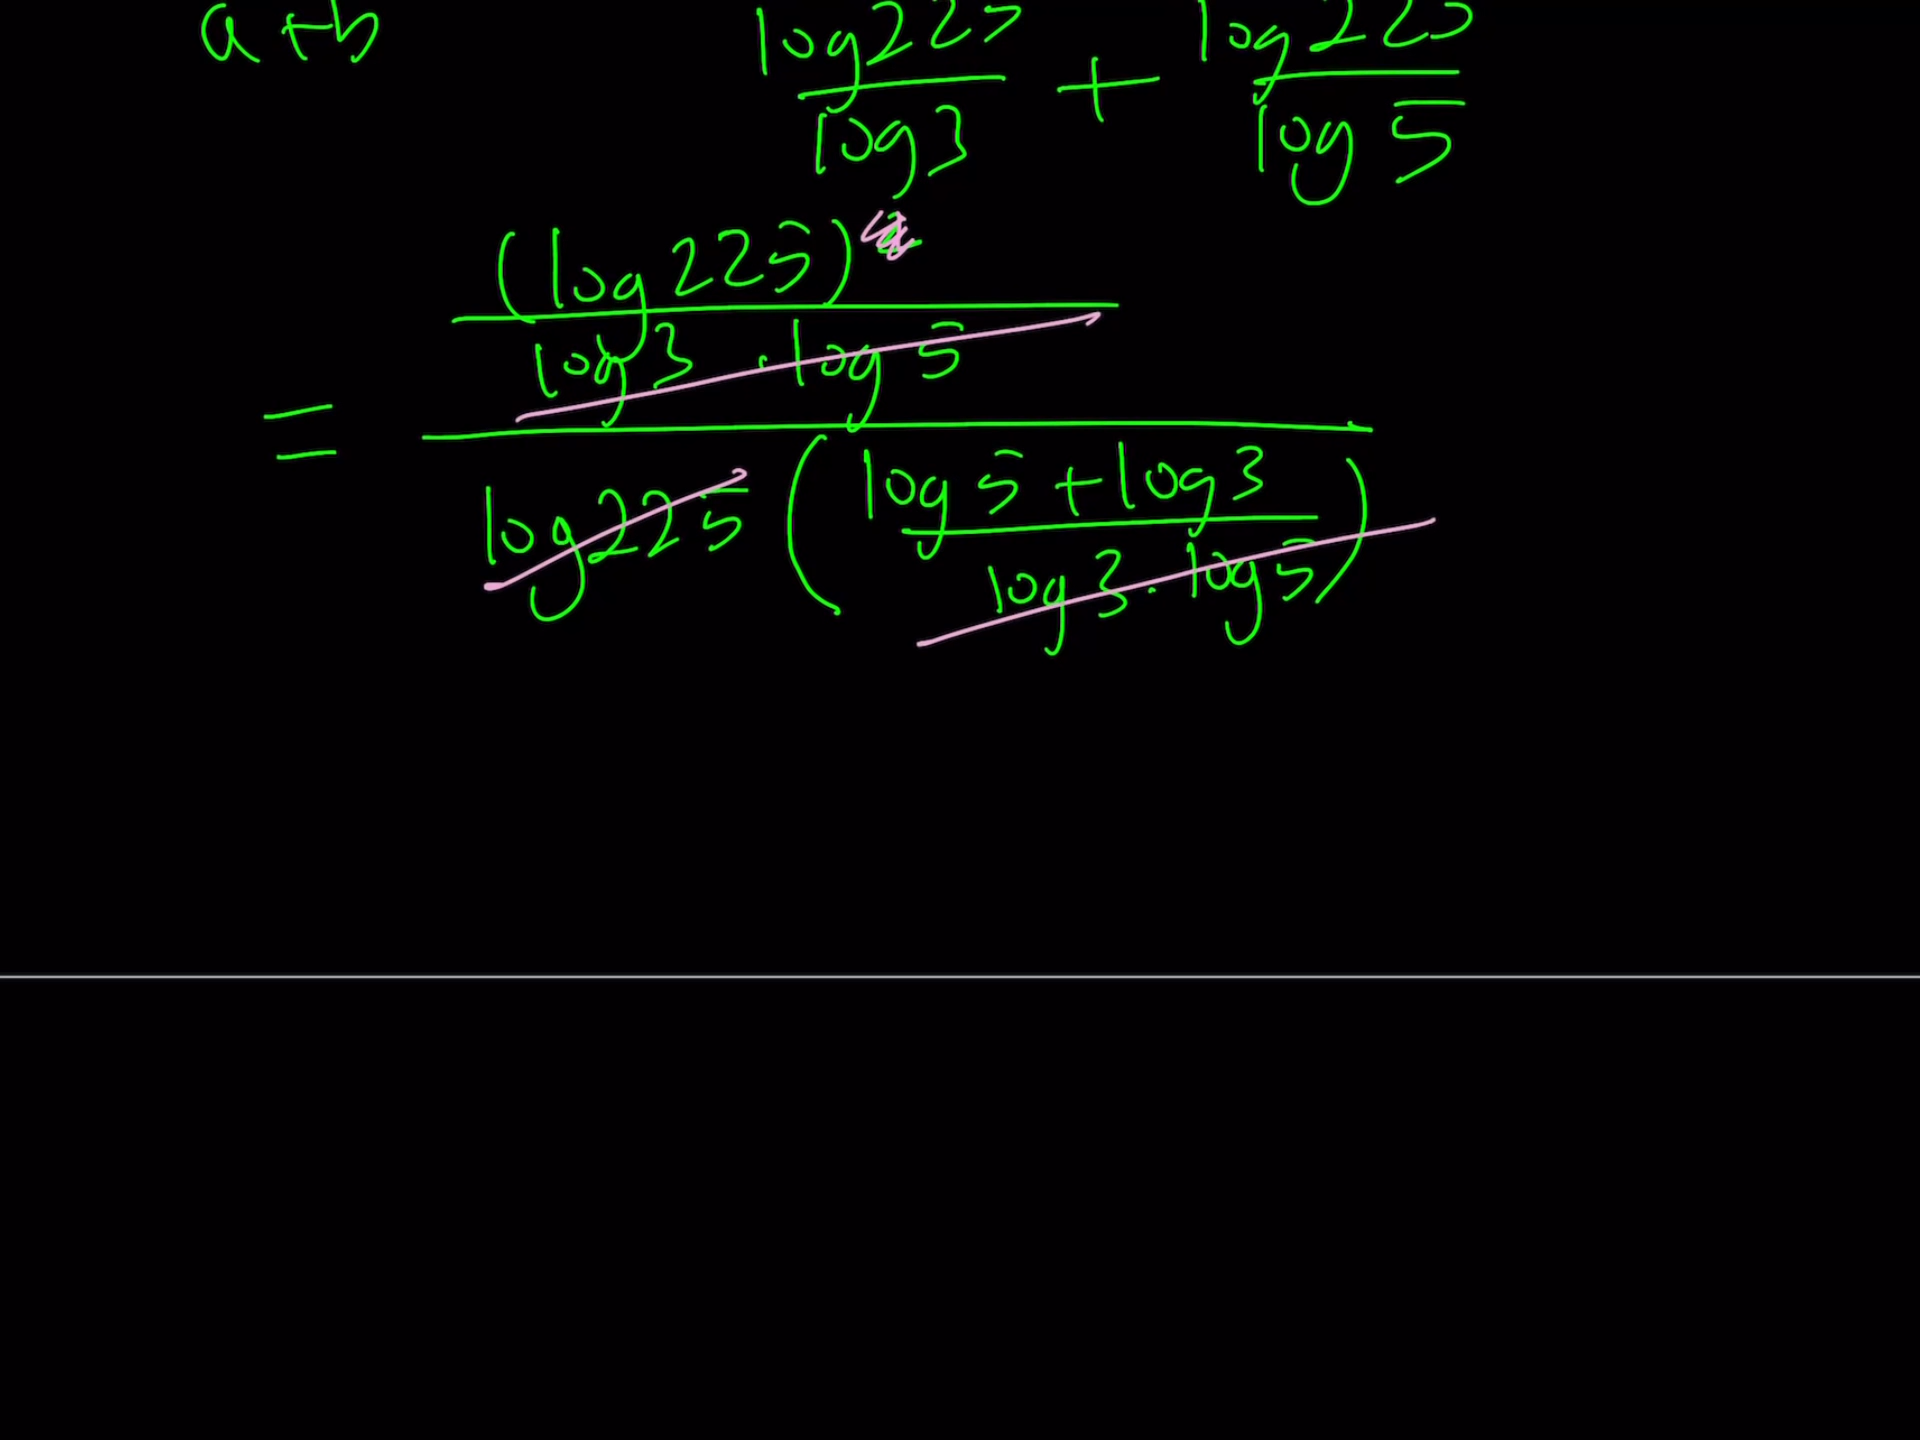 a+b log225 + log225
log3 log5
(log225)
log3 . log5
=
log225 ( log5 + log3 )
log3 . log5